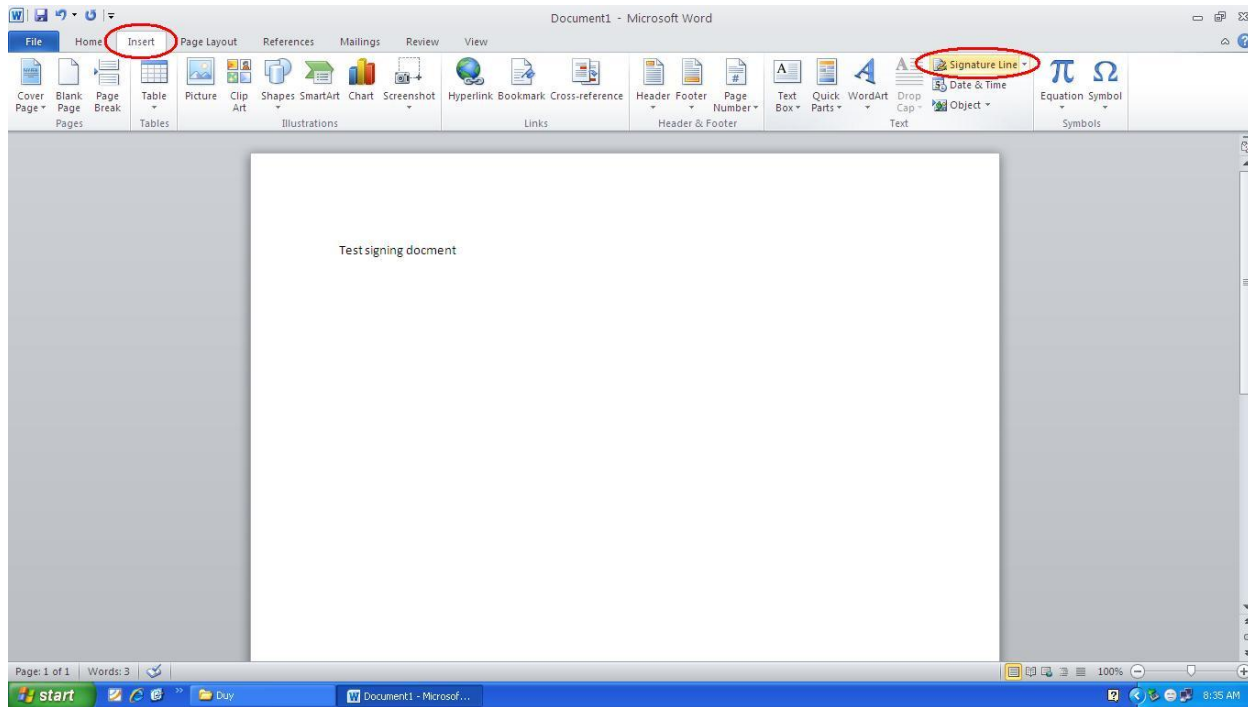 Document1 - Microsoft Word
File Home Insert Page Layout References Mailings Review View
Cover Page Blank Page Page Break Table Picture Clip Art Shapes SmartArt Chart Screenshot Hyperlink Bookmark Cross-reference Header Footer Page Number Text Box Quick Parts WordArt Drop Cap Signature Line Equation Symbol
Date & Time
Object
Pages Tables Illustrations Links Header & Footer Text Symbols
Test signing docment
Page: 1 of 1 Words: 3 100%
start Duy Document1 - Microsof... 8:35 AM